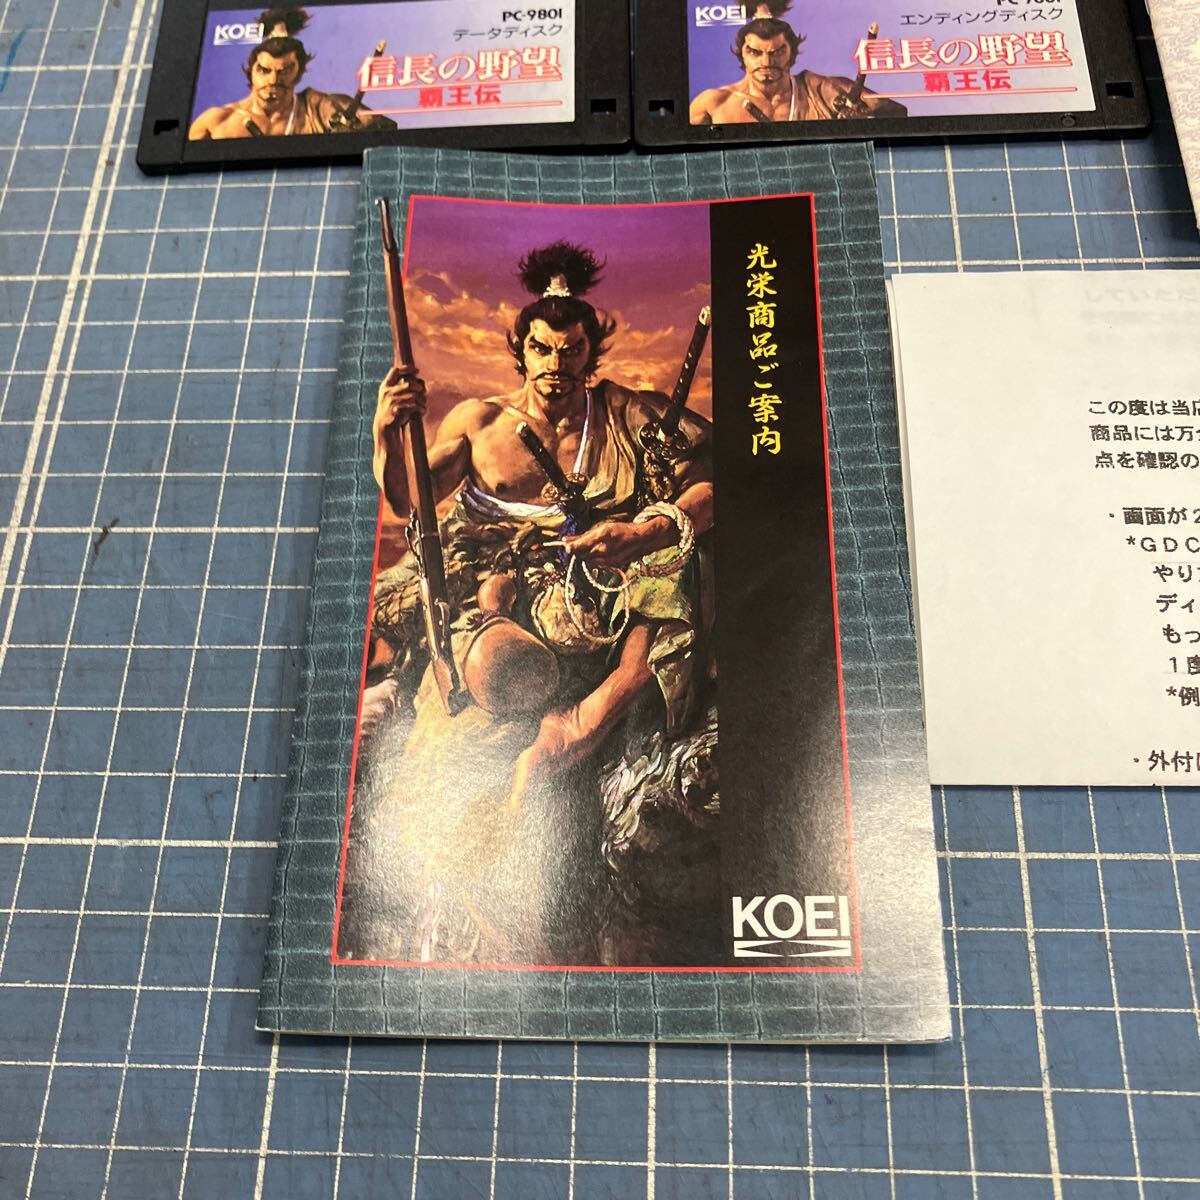 KOEI
PC-9801
データディスク
信長の野望
覇王伝
KOEI
エンディングディスク
信長の野望
覇王伝
光栄商品ご案内
KOEI
この度は当店
商品には万
点を確認の
・画面が2
*GDC
やり
ディ
もっ
1度
*例
・外付